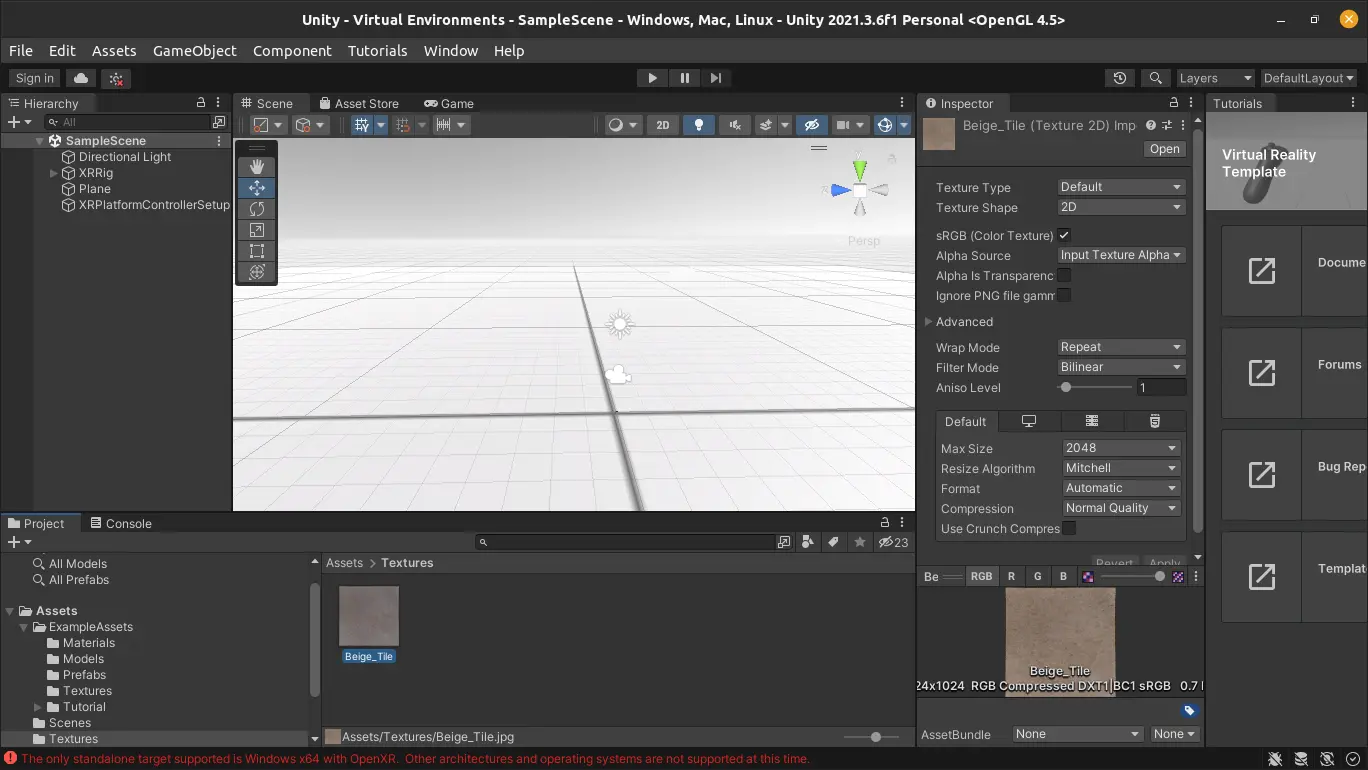 Unity - Virtual Environments - SampleScene - Windows, Mac, Linux - Unity 2021.3.6f1 Personal <OpenGL 4.5>
File Edit Assets GameObject Component Tutorials Window Help
Sign in
Layers
DefaultLayout
Hierarchy
All
SampleScene
Directional Light
XRRig
Plane
XRPlatformControllerSetup
Scene
Asset Store
Game
2D
Persp
Inspector
Beige_Tile (Texture 2D) Imp
Open
Texture Type Default
Texture Shape 2D
sRGB (Color Texture)
Alpha Source Input Texture Alpha
Alpha Is Transparenc
Ignore PNG file gamm
Advanced
Wrap Mode Repeat
Filter Mode Bilinear
Aniso Level 1
Default
Max Size 2048
Resize Algorithm Mitchell
Format Automatic
Compression Normal Quality
Use Crunch Compres
Revert Apply
Be
RGB R G B
Beige_Tile
24x1024 RGB Compressed DXT1|BC1 sRGB 0.7
AssetBundle None None
Tutorials
Virtual Reality
Template
Docume
Forums
Bug Rep
Templat
Project
Console
23
All Models
All Prefabs
Assets
ExampleAssets
Materials
Models
Prefabs
Textures
Tutorial
Scenes
Textures
Assets > Textures
Beige_Tile
Assets/Textures/Beige_Tile.jpg
The only standalone target supported is Windows x64 with OpenXR. Other architectures and operating systems are not supported at this time.